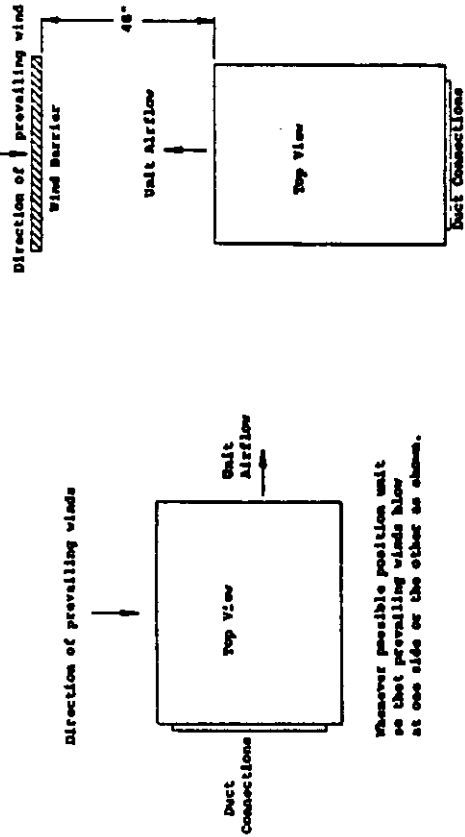 Direction of prevailing winds
Unit
Airflow
Top View
Duct
Connections
Whenever possible position unit
so that prevailing winds blow
at one side or the other as shown.
Direction of prevailing wind
Wind Barrier
Unit Airflow
Top View
Duct Connections